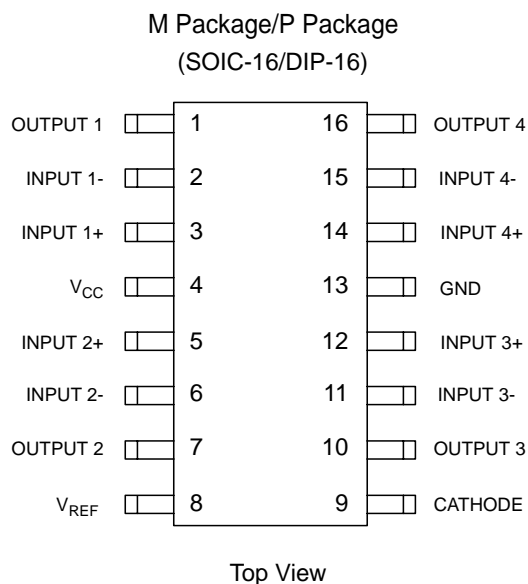 M Package/P Package
(SOIC-16/DIP-16)
OUTPUT 1 1 16 OUTPUT 4
INPUT 1- 2 15 INPUT 4-
INPUT 1+ 3 14 INPUT 4+
VCC 4 13 GND
INPUT 2+ 5 12 INPUT 3+
INPUT 2- 6 11 INPUT 3-
OUTPUT 2 7 10 OUTPUT 3
VREF 8 9 CATHODE
Top View